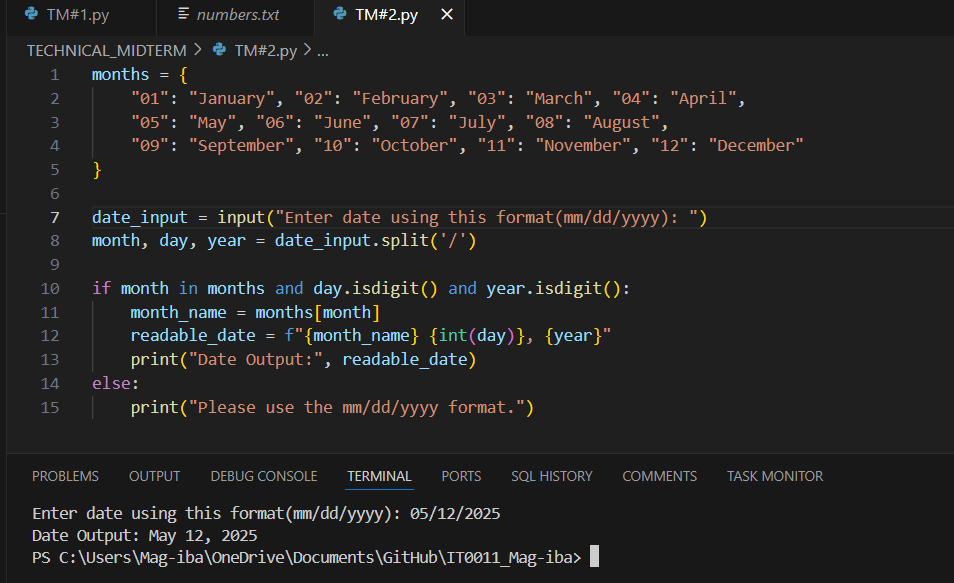 TM#1.py numbers.txt TM#2.py
TECHNICAL_MIDTERM > TM#2.py > ...
1 months = {
2 "01": "January", "02": "February", "03": "March", "04": "April",
3 "05": "May", "06": "June", "07": "July", "08": "August",
4 "09": "September", "10": "October", "11": "November", "12": "December"
5 }
6
7 date_input = input("Enter date using this format(mm/dd/yyyy): ")
8 month, day, year = date_input.split('/')
9
10 if month in months and day.isdigit() and year.isdigit():
11 month_name = months[month]
12 readable_date = f"{month_name} {int(day)}, {year}"
13 print("Date Output:", readable_date)
14 else:
15 print("Please use the mm/dd/yyyy format.")
PROBLEMS OUTPUT DEBUG CONSOLE TERMINAL PORTS SQL HISTORY COMMENTS TASK MONITOR
Enter date using this format(mm/dd/yyyy): 05/12/2025
Date Output: May 12, 2025
PS C:\Users\Mag-iba\OneDrive\Documents\GitHub\IT0011_Mag-iba>